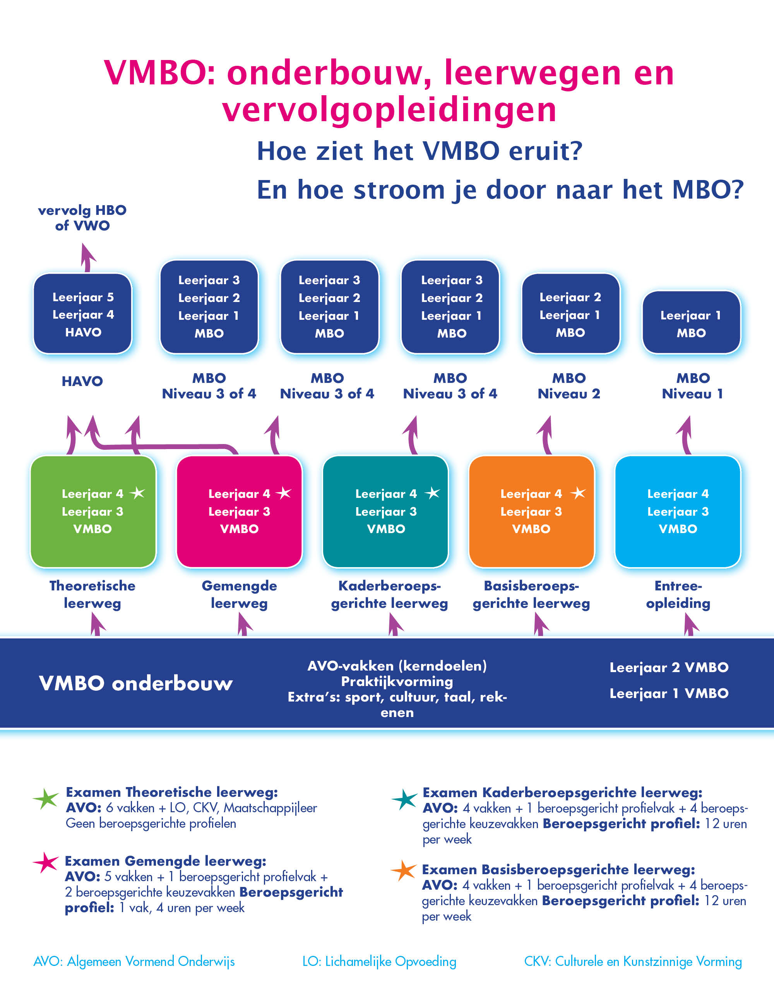 VMBO: onderbouw, leerwegen en
vervolgopleidingen
Hoe ziet het VMBO eruit?
En hoe stroom je door naar het MBO?
vervolg HBO
of VWO
Leerjaar 5
Leerjaar 4
HAVO
Leerjaar 3
Leerjaar 2
Leerjaar 1
MBO
Leerjaar 3
Leerjaar 2
Leerjaar 1
MBO
Leerjaar 3
Leerjaar 2
Leerjaar 1
MBO
Leerjaar 2
Leerjaar 1
MBO
Leerjaar 1
MBO
HAVO
MBO
Niveau 3 of 4
MBO
Niveau 3 of 4
MBO
Niveau 3 of 4
MBO
Niveau 2
MBO
Niveau 1
Leerjaar 4
Leerjaar 3
VMBO
Leerjaar 4
Leerjaar 3
VMBO
Leerjaar 4
Leerjaar 3
VMBO
Leerjaar 4
Leerjaar 3
VMBO
Leerjaar 4
Leerjaar 3
VMBO
Theoretische
leerweg
Gemengde
leerweg
Kaderberoeps-
gerichte leerweg
Basisberoeps-
gerichte leerweg
Entree-
opleiding
VMBO onderbouw
AVO-vakken (kerndoelen)
Praktijkvorming
Extra's: sport, cultuur, taal, rek-
enen
Leerjaar 2 VMBO
Leerjaar 1 VMBO
Examen Theoretische leerweg:
AVO: 6 vakken + LO, CKV, Maatschappijleer
Geen beroepsgerichte profielen
Examen Gemengde leerweg:
AVO: 5 vakken + 1 beroepsgericht profielvak +
2 beroepsgerichte keuzevakken Beroepsgericht
profiel: 1 vak, 4 uren per week
Examen Kaderberoepsgerichte leerweg:
AVO: 4 vakken + 1 beroepsgericht profielvak + 4 beroeps-
gerichte keuzevakken Beroepsgericht profiel: 12 uren
per week
Examen Basisberoepsgerichte leerweg:
AVO: 4 vakken + 1 beroepsgericht profielvak + 4 beroeps-
gerichte keuzevakken Beroepsgericht profiel: 12 uren
per week
AVO: Algemeen Vormend Onderwijs
LO: Lichamelijke Opvoeding
CKV: Culturele en Kunstzinnige Vorming